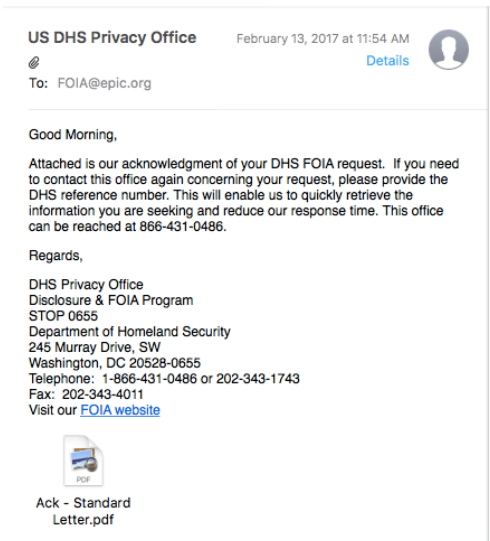 US DHS Privacy Office February 13, 2017 at 11:54 AM
Details
To: FOIA@epic.org
Good Morning,
Attached is our acknowledgment of your DHS FOIA request.  If you need
to contact this office again concerning your request, please provide the
DHS reference number. This will enable us to quickly retrieve the
information you are seeking and reduce our response time. This office
can be reached at 866-431-0486.
Regards,
DHS Privacy Office
Disclosure & FOIA Program
STOP 0655
Department of Homeland Security
245 Murray Drive, SW
Washington, DC 20528-0655
Telephone:  1-866-431-0486 or 202-343-1743
Fax:  202-343-4011
Visit our FOIA website
PDF
Ack - Standard
Letter.pdf